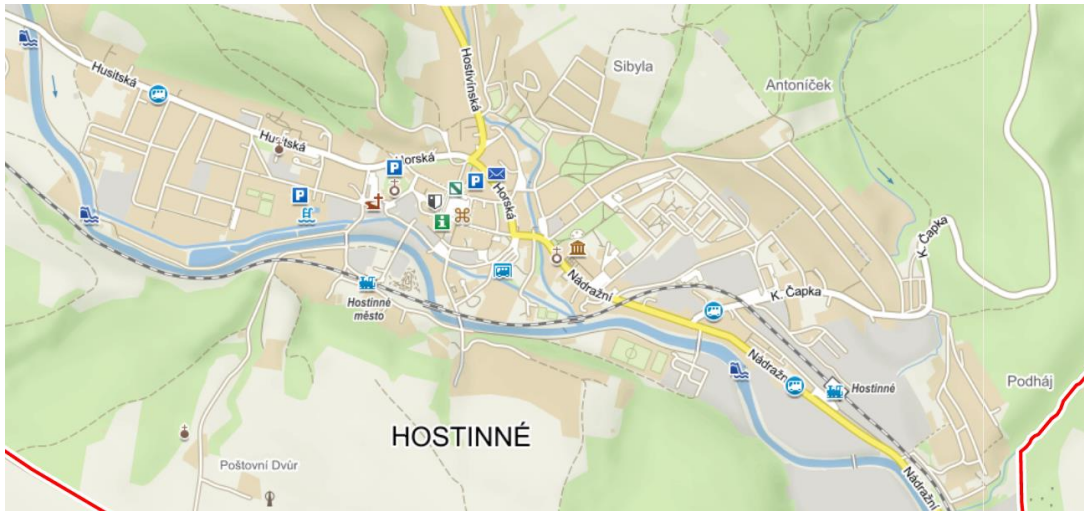 Husitská
Husitská
Hostivínská
Sibyla
Antoníček
Horská
P
P
Horská
P
i
K. Čapka
Nádražní
K. Čapka
Hostinné
město
Nádražní
Hostinné
Podháj
HOSTINNÉ
Poštovní Dvůr
Nádražní